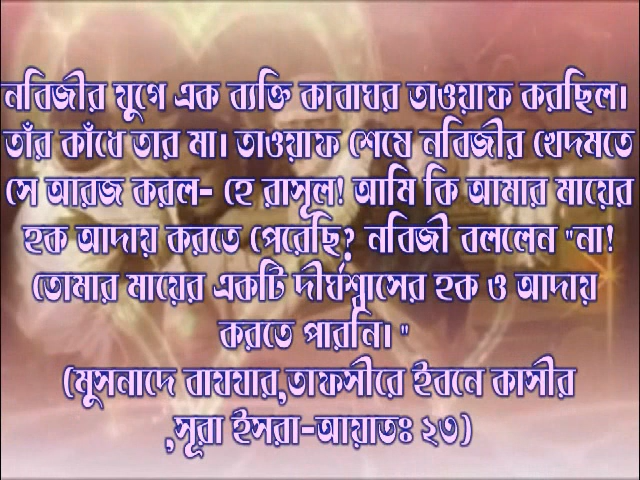 নবিজীর যুগে এক ব্যক্তি কাবাঘর তাওয়াফ করছিল।
তাঁর কাঁধে তার মা। তাওয়াফ শেষে নবিজীর খেদমতে
সে আরজ করল- হে রাসূল! আমি কি আমার মায়ের
হক আদায় করতে পেরেছি? নবিজী বললেন "না!
তোমার মায়ের একটি দীর্ঘশ্বাসের হক ও আদায়
করতে পারনি। "
(মুসনাদে বাযযার,তাফসীরে ইবনে কাসীর
,সূরা ইসরা-আয়াতঃ ২৩)